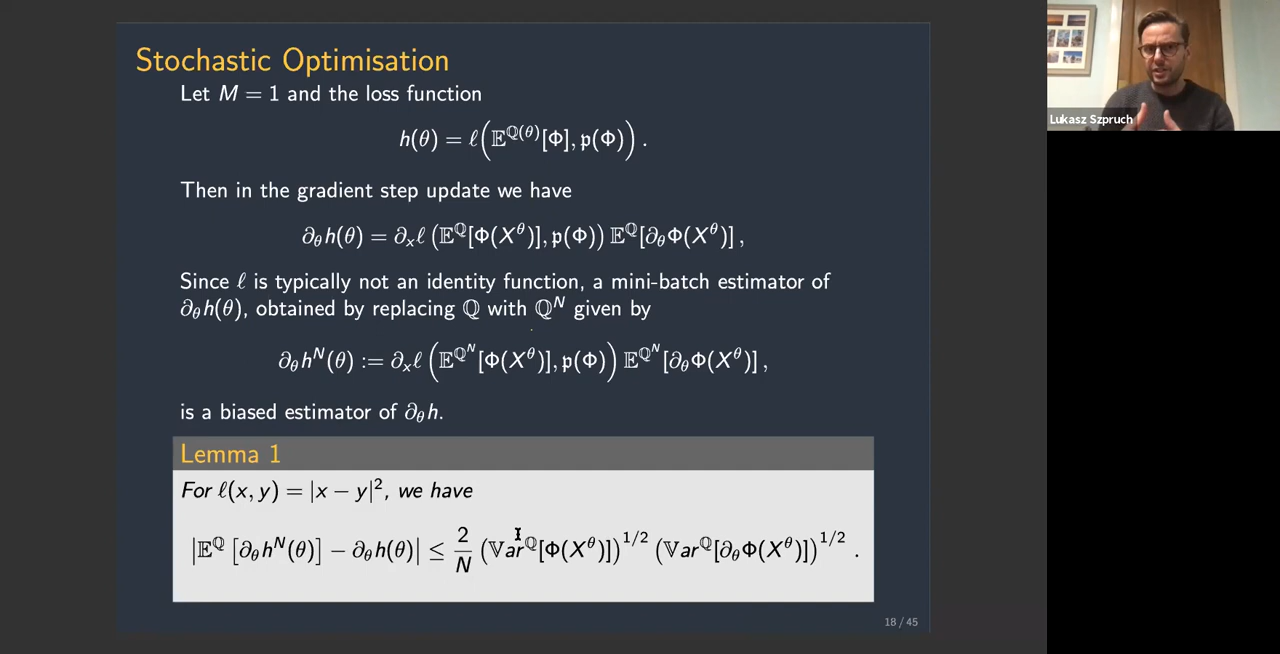 Stochastic Optimisation
Let M = 1 and the loss function
h(θ) = ℓ(𝔼^{ℚ(θ)}[Φ], 𝔭(Φ)) .
Then in the gradient step update we have
∂_θ h(θ) = ∂_x ℓ (𝔼^ℚ[Φ(X^θ)], 𝔭(Φ)) 𝔼^ℚ[∂_θ Φ(X^θ)] ,
Since ℓ is typically not an identity function, a mini-batch estimator of
∂_θ h(θ), obtained by replacing ℚ with ℚ^N given by
∂_θ h^N(θ) := ∂_x ℓ (𝔼^{ℚ^N}[Φ(X^θ)], 𝔭(Φ)) 𝔼^{ℚ^N}[∂_θ Φ(X^θ)] ,
is a biased estimator of ∂_θ h.
Lemma 1
For ℓ(x, y) = |x − y|², we have
|𝔼^ℚ [∂_θ h^N(θ)] − ∂_θ h(θ)| ≤ 2/N (𝕍ar^ℚ[Φ(X^θ)])^{1/2} (𝕍ar^ℚ[∂_θ Φ(X^θ)])^{1/2} .
18 / 45
Lukasz Szpruch